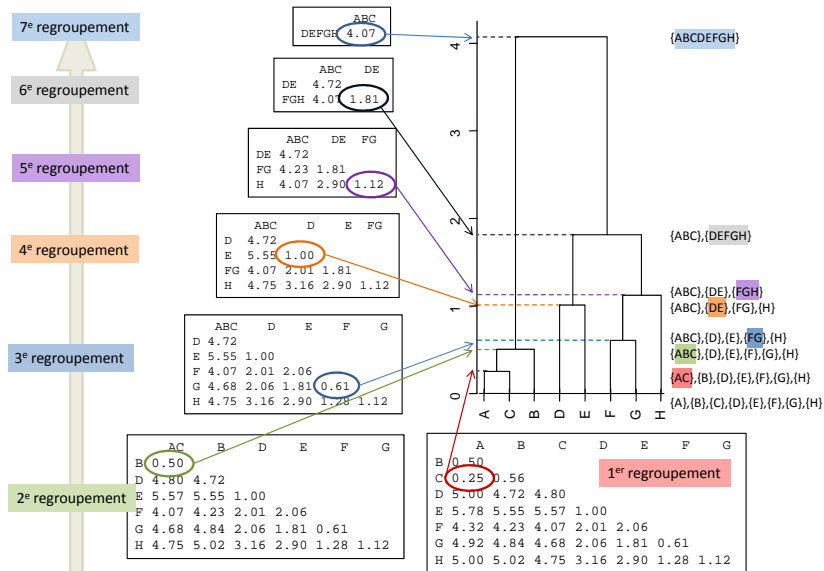 7e regroupement
6e regroupement
5e regroupement
4e regroupement
3e regroupement
2e regroupement
ABC
DEFGH 4.07
ABC DE
DE 4.72
FGH 4.07 1.81
ABC DE FG
DE 4.72
FG 4.23 1.81
H 4.07 2.90 1.12
ABC D E FG
D 4.72
E 5.55 1.00
FG 4.07 2.01 1.81
H 4.75 3.16 2.90 1.12
ABC D E F G
D 4.72
E 5.55 1.00
F 4.07 2.01 2.06
G 4.68 2.06 1.81 0.61
H 4.75 3.16 2.90 1.28 1.12
AC B D E F G
B 0.50
D 4.80 4.72
E 5.57 5.55 1.00
F 4.07 4.23 2.01 2.06
G 4.68 4.84 2.06 1.81 0.61
H 4.75 5.02 3.16 2.90 1.28 1.12
A B C D E F G
B 0.50
C 0.25 0.56
D 5.00 4.72 4.80
E 5.78 5.55 5.57 1.00
F 4.32 4.23 4.07 2.01 2.06
G 4.92 4.84 4.68 2.06 1.81 0.61
H 5.00 5.02 4.75 3.16 2.90 1.28 1.12
1er regroupement
4
3
2
1
0
A C B D E F G H
{ABCDEFGH}
{ABC},{DEFGH}
{ABC},{DE},{FGH}
{ABC},{DE},{FG},{H}
{ABC},{D},{E},{FG},{H}
{ABC},{D},{E},{F},{G},{H}
{AC},{B},{D},{E},{F},{G},{H}
{A},{B},{C},{D},{E},{F},{G},{H}